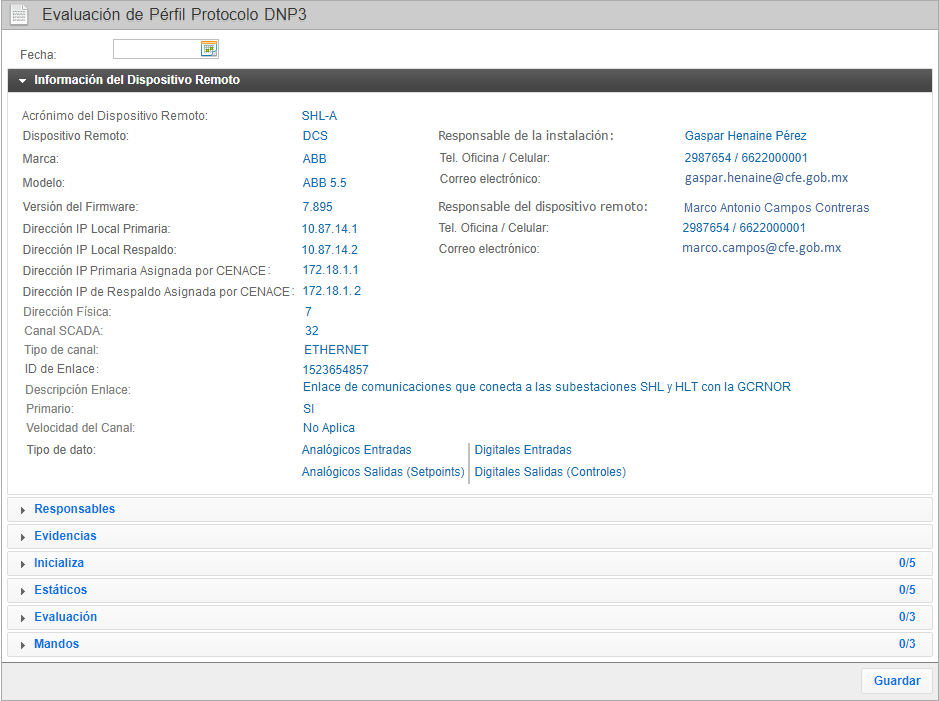 Evaluación de Pérfil Protocolo DNP3
Fecha:
Información del Dispositivo Remoto
Acrónimo del Dispositivo Remoto: SHL-A
Dispositivo Remoto: DCS Responsable de la instalación: Gaspar Henaine Pérez
Marca: ABB Tel. Oficina / Celular: 2987654 / 6622000001
Modelo: ABB 5.5 Correo electrónico: gaspar.henaine@cfe.gob.mx
Versión del Firmware: 7.895 Responsable del dispositivo remoto: Marco Antonio Campos Contreras
Dirección IP Local Primaria: 10.87.14.1 Tel. Oficina / Celular: 2987654 / 6622000001
Dirección IP Local Respaldo: 10.87.14.2 Correo electrónico: marco.campos@cfe.gob.mx
Dirección IP Primaria Asignada por CENACE: 172.18.1.1
Dirección IP de Respaldo Asignada por CENACE: 172.18.1.2
Dirección Física: 7
Canal SCADA: 32
Tipo de canal: ETHERNET
ID de Enlace: 1523654857
Descripción Enlace: Enlace de comunicaciones que conecta a las subestaciones SHL y HLT con la GCRNOR
Primario: SI
Velocidad del Canal: No Aplica
Tipo de dato: Analógicos Entradas Digitales Entradas
Analógicos Salidas (Setpoints) Digitales Salidas (Controles)
Responsables
Evidencias
Inicializa 0/5
Estáticos 0/5
Evaluación 0/3
Mandos 0/3
Guardar